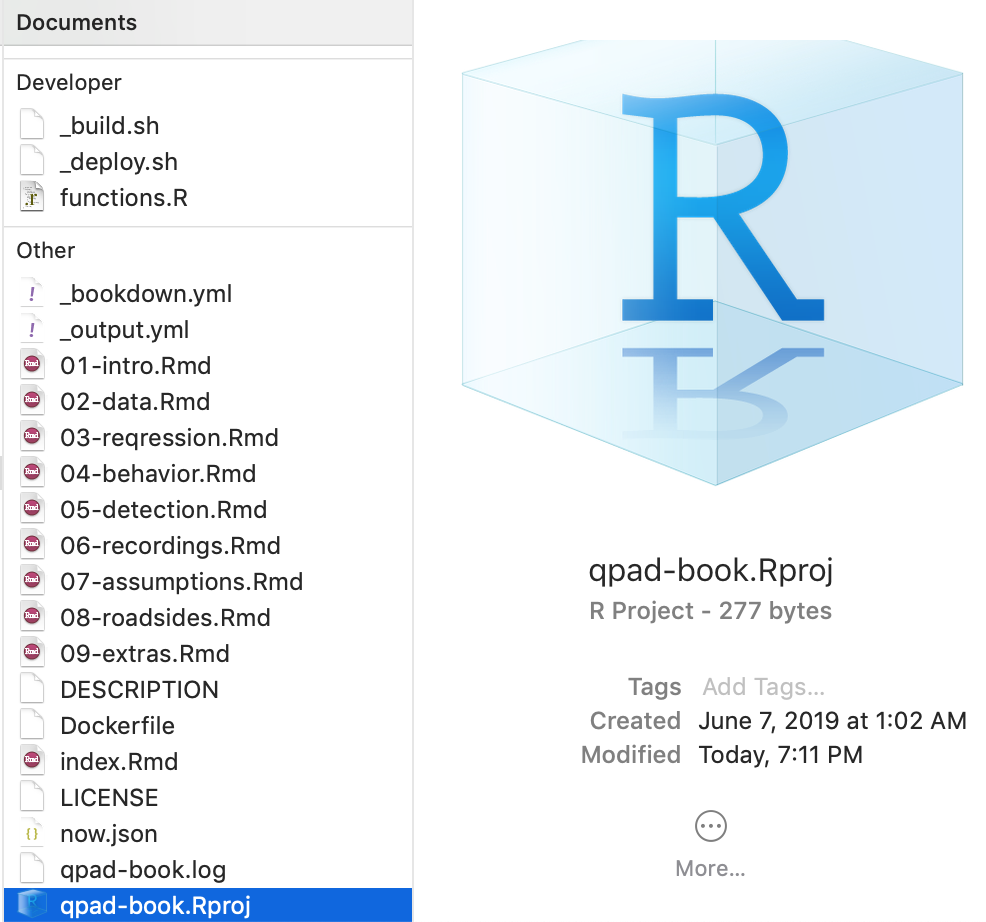 Documents
Developer
_build.sh
_deploy.sh
functions.R
Other
_bookdown.yml
_output.yml
01-intro.Rmd
02-data.Rmd
03-reqression.Rmd
04-behavior.Rmd
05-detection.Rmd
06-recordings.Rmd
07-assumptions.Rmd
08-roadsides.Rmd
09-extras.Rmd
DESCRIPTION
Dockerfile
index.Rmd
LICENSE
now.json
qpad-book.log
qpad-book.Rproj
R
qpad-book.Rproj
R Project - 277 bytes
Tags Add Tags...
Created June 7, 2019 at 1:02 AM
Modified Today, 7:11 PM
More...